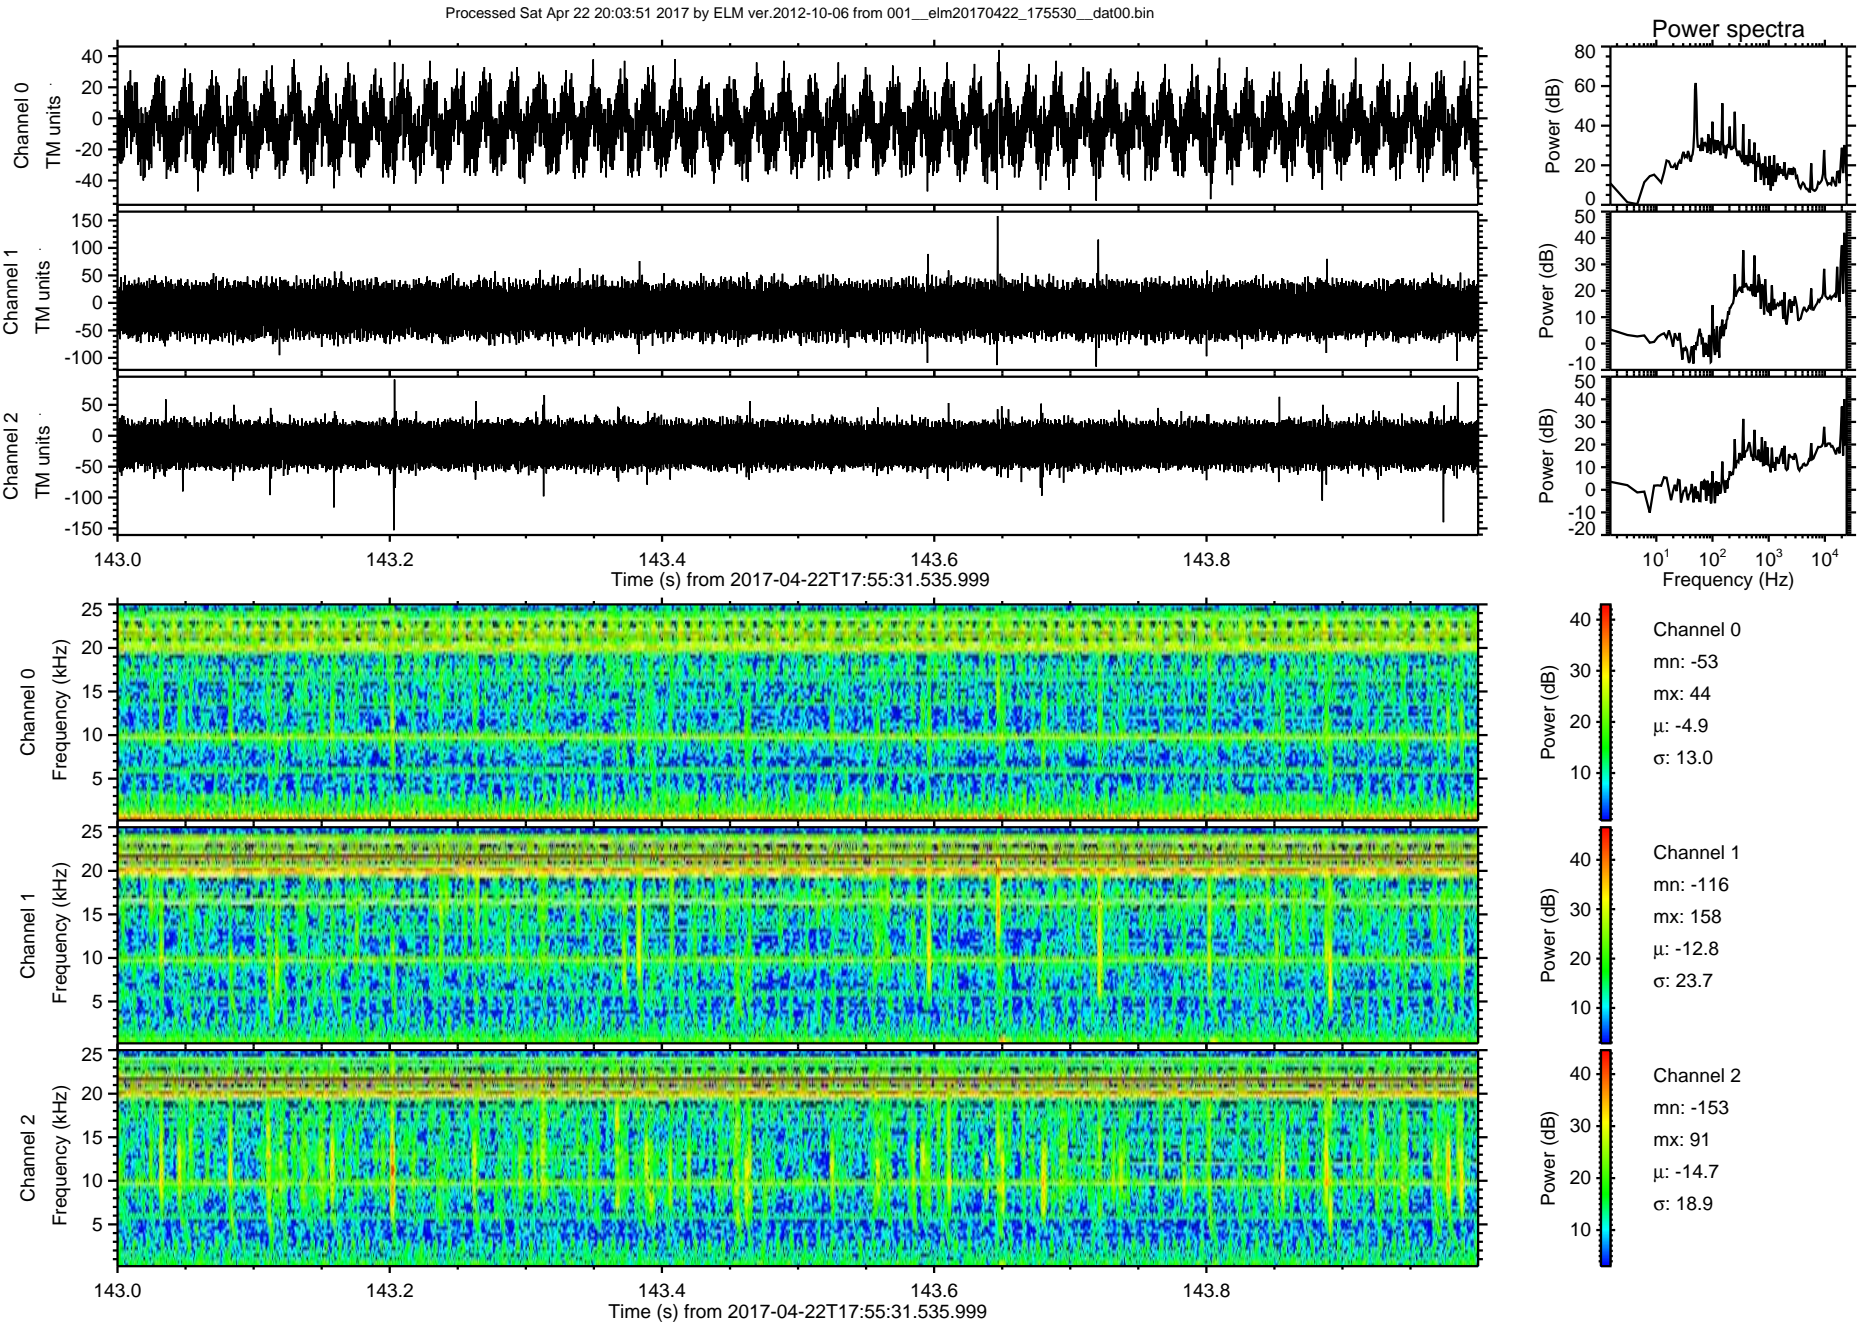 Processed Sat Apr 22 20:03:51 2017 by ELM ver.2012-10-06 from 001__elm20170422_175530__dat00.bin
Power spectra
Channel 0
TM units
40
20
0
-20
-40
Power (dB)
80
60
40
20
0
Channel 1
TM units
150
100
50
0
-50
-100
Power (dB)
50
40
30
20
10
0
-10
Channel 2
TM units
50
0
-50
-100
-150
Power (dB)
50
40
30
20
10
0
-10
-20
143.0 143.2 143.4 143.6 143.8
Time (s) from 2017-04-22T17:55:31.535.999
10¹ 10² 10³ 10⁴
Frequency (Hz)
Channel 0
Frequency (kHz)
25
20
15
10
5
Power (dB)
40
30
20
10
Channel 0
mn: -53
mx: 44
μ: -4.9
σ: 13.0
Channel 1
Frequency (kHz)
25
20
15
10
5
Power (dB)
40
30
20
10
Channel 1
mn: -116
mx: 158
μ: -12.8
σ: 23.7
Channel 2
Frequency (kHz)
25
20
15
10
5
Power (dB)
40
30
20
10
Channel 2
mn: -153
mx: 91
μ: -14.7
σ: 18.9
143.0 143.2 143.4 143.6 143.8
Time (s) from 2017-04-22T17:55:31.535.999